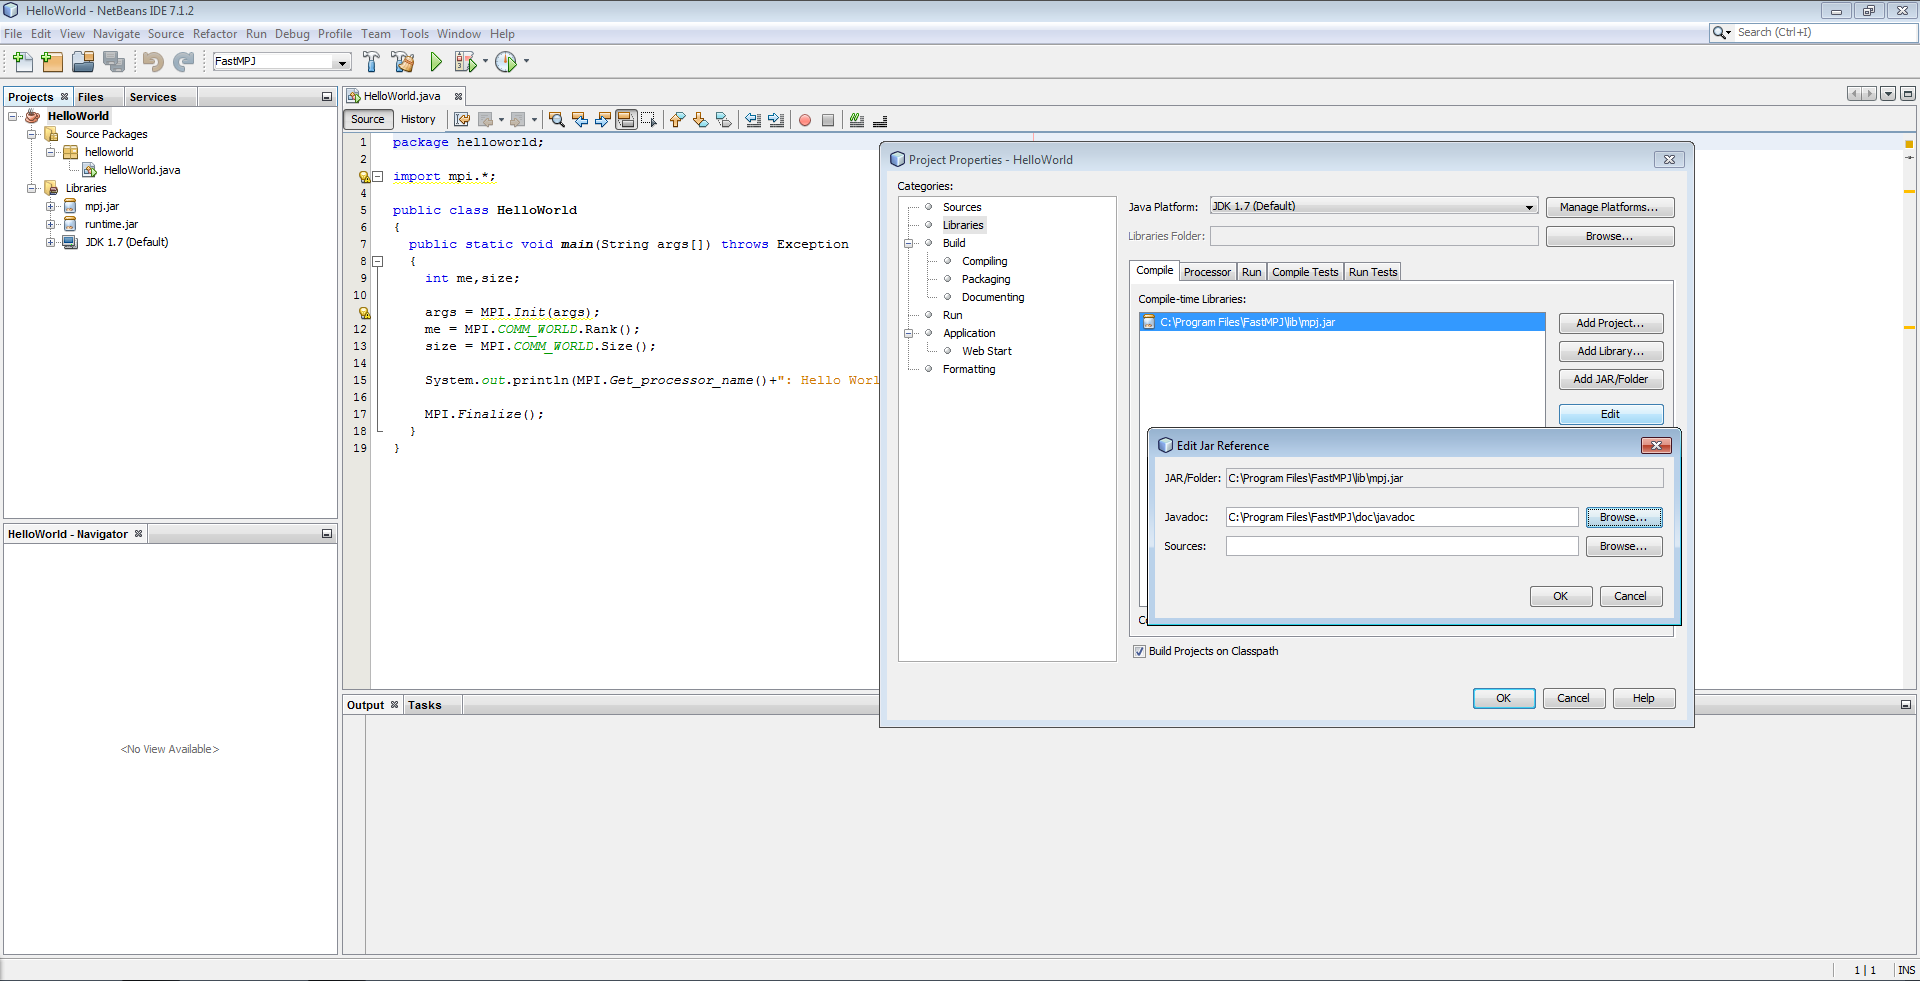 HelloWorld - NetBeans IDE 7.1.2
File Edit View Navigate Source Refactor Run Debug Profile Team Tools Window Help
Search (Ctrl+I)
FastMPJ
Projects Files Services
HelloWorld
Source Packages
helloworld
HelloWorld.java
Libraries
mpj.jar
runtime.jar
JDK 1.7 (Default)
HelloWorld - Navigator
<No View Available>
HelloWorld.java
Source History
1 package helloworld;
2
import mpi.*;
4
5 public class HelloWorld
6 {
7 public static void main(String args[]) throws Exception
8 {
9 int me,size;
10
args = MPI.Init(args);
12 me = MPI.COMM_WORLD.Rank();
13 size = MPI.COMM_WORLD.Size();
14
15 System.out.println(MPI.Get_processor_name()+": Hello Worl
16
17 MPI.Finalize();
18 }
19 }
Output Tasks
Project Properties - HelloWorld
Categories:
Sources
Libraries
Build
Compiling
Packaging
Documenting
Run
Application
Web Start
Formatting
Java Platform: JDK 1.7 (Default) Manage Platforms...
Libraries Folder: Browse...
Compile Processor Run Compile Tests Run Tests
Compile-time Libraries:
C:\Program Files\FastMPJ\lib\mpj.jar
Add Project...
Add Library...
Add JAR/Folder
Edit
Edit Jar Reference
JAR/Folder: C:\Program Files\FastMPJ\lib\mpj.jar
Javadoc: C:\Program Files\FastMPJ\doc\javadoc Browse...
Sources: Browse...
OK Cancel
Build Projects on Classpath
OK Cancel Help
1 | 1 INS